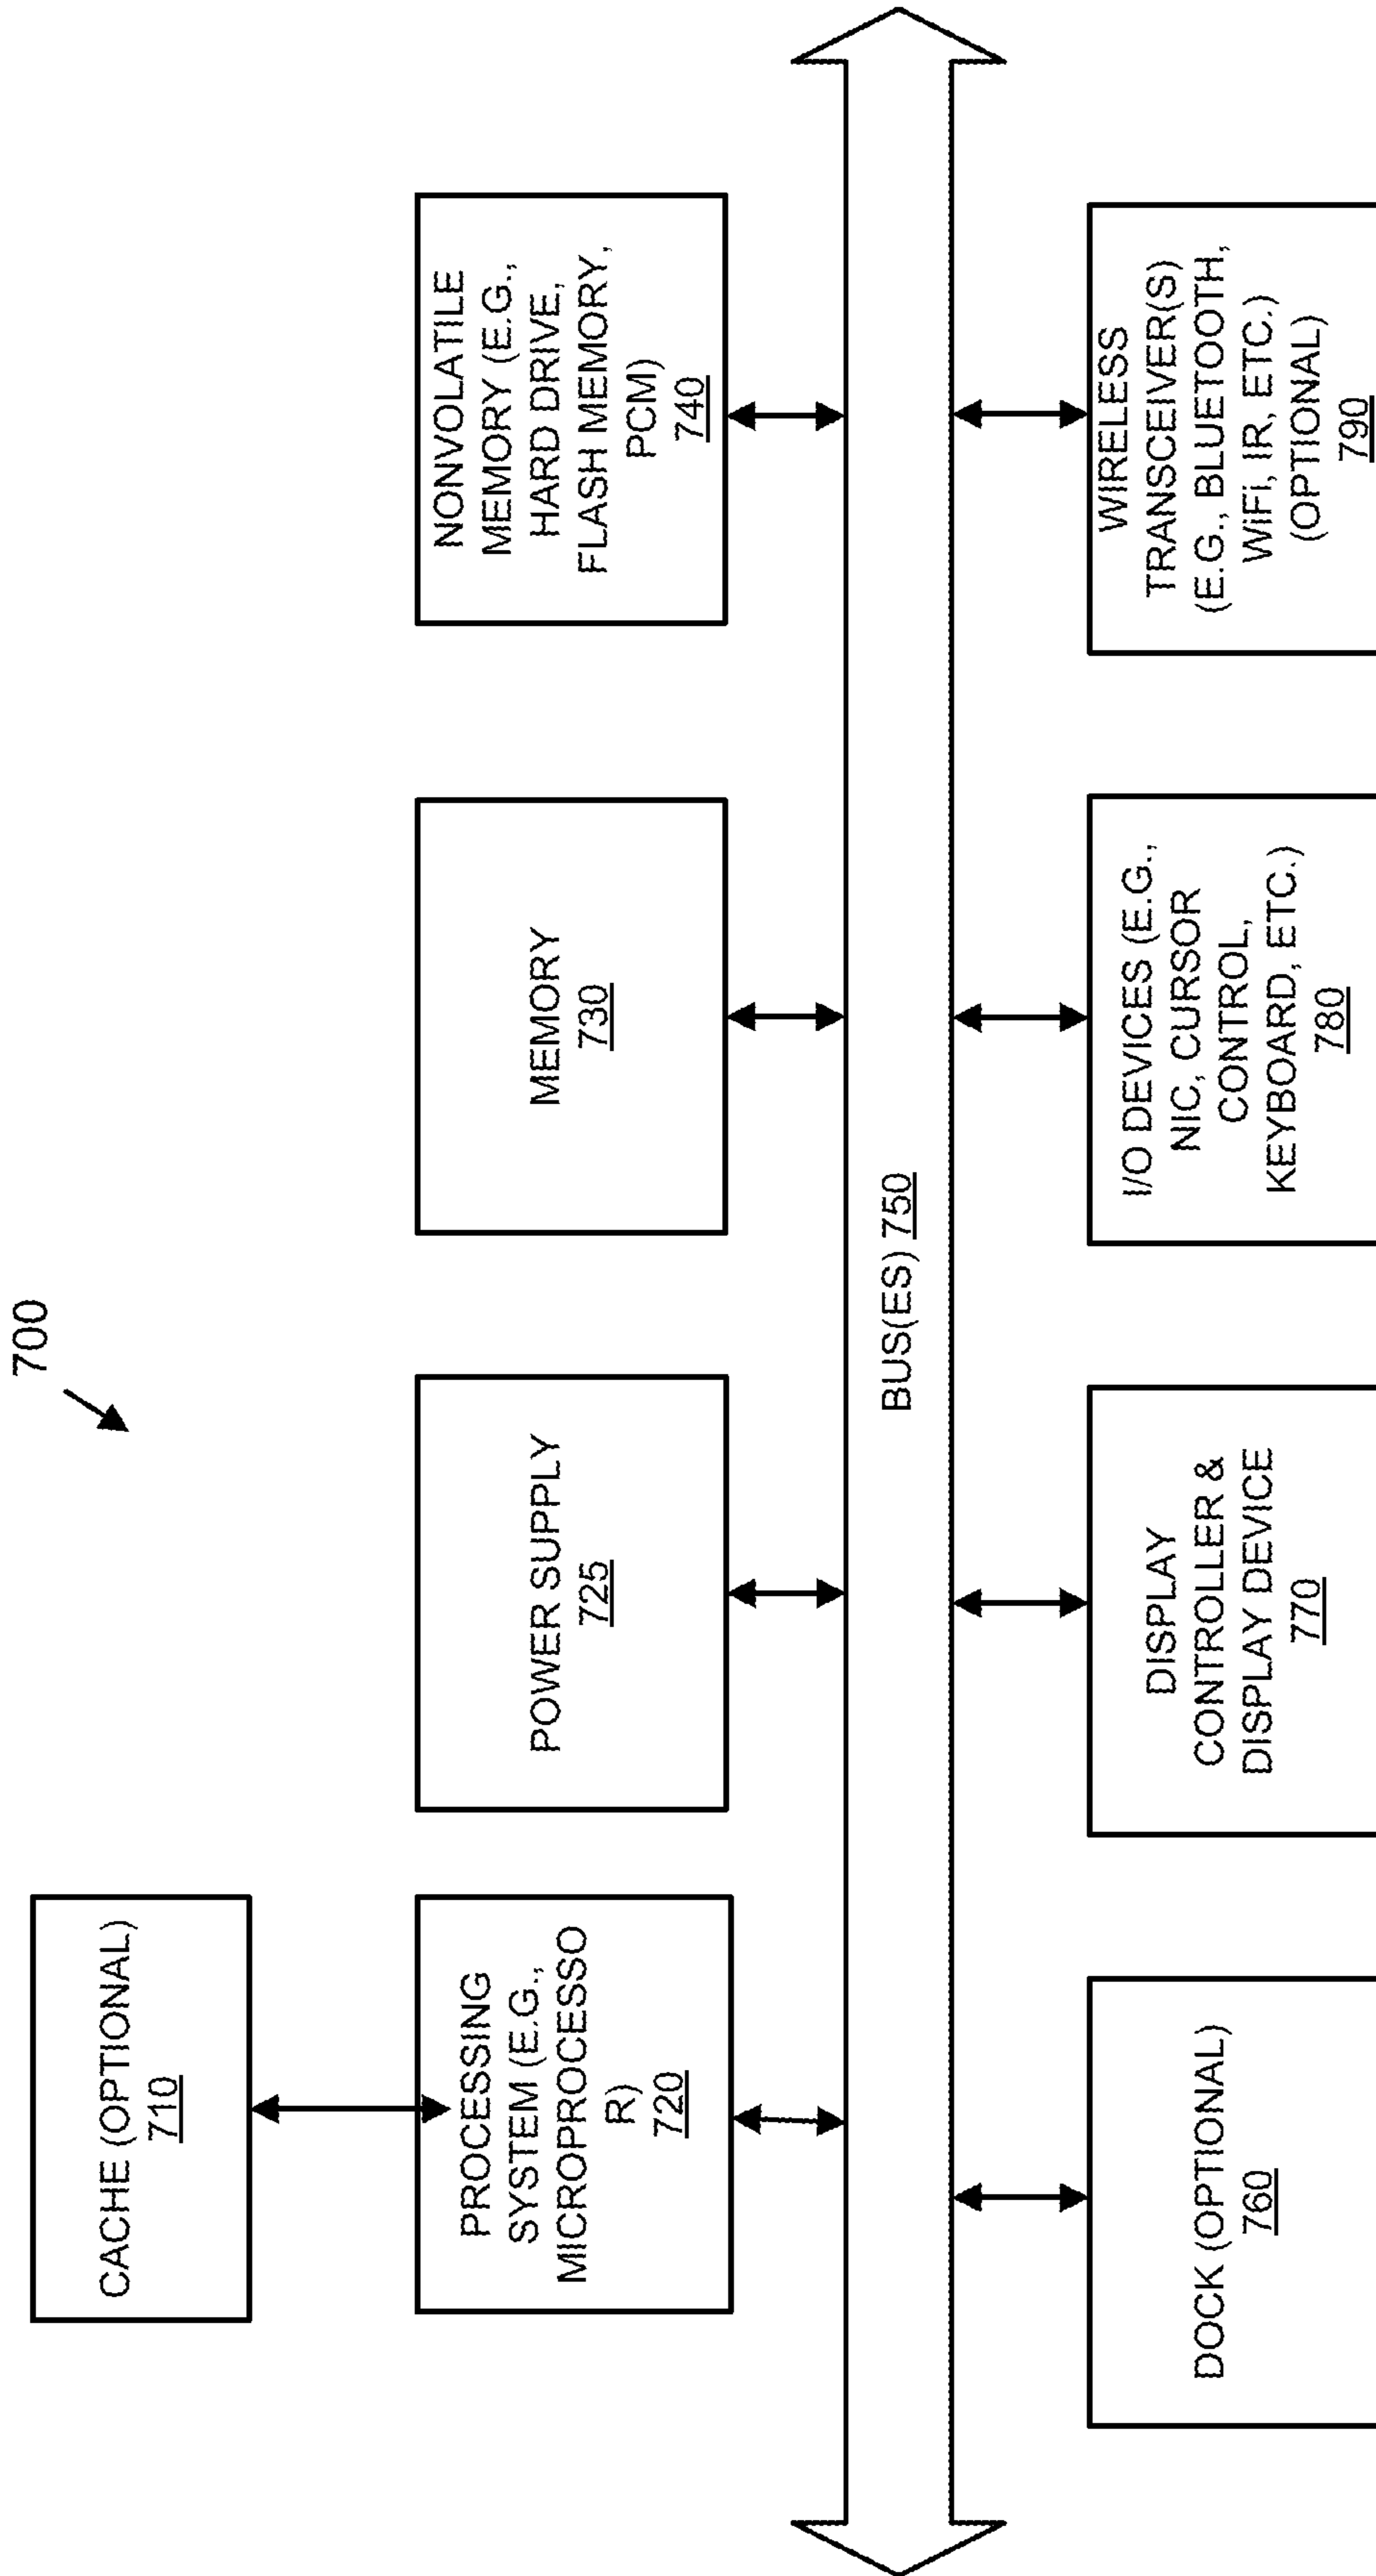 700
CACHE (OPTIONAL)
710
PROCESSING
SYSTEM (E.G.,
MICROPROCESSO
R)
720
POWER SUPPLY
725
MEMORY
730
NONVOLATILE
MEMORY (E.G.,
HARD DRIVE,
FLASH MEMORY,
PCM)
740
BUS(ES) 750
DOCK (OPTIONAL)
760
DISPLAY
CONTROLLER &
DISPLAY DEVICE
770
I/O DEVICES (E.G.,
NIC, CURSOR
CONTROL,
KEYBOARD, ETC.)
780
WIRELESS
TRANSCEIVER(S)
(E.G., BLUETOOTH,
WiFi, IR, ETC.)
(OPTIONAL)
790